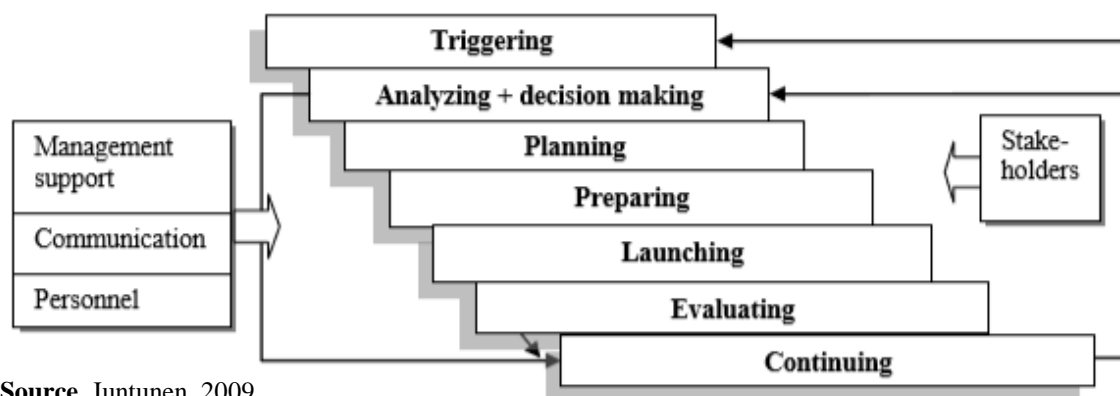 Triggering
Analyzing + decision making
Planning
Preparing
Launching
Evaluating
Continuing
Management
support
Communication
Personnel
Stake-
holders
Source. Juntunen, 2009